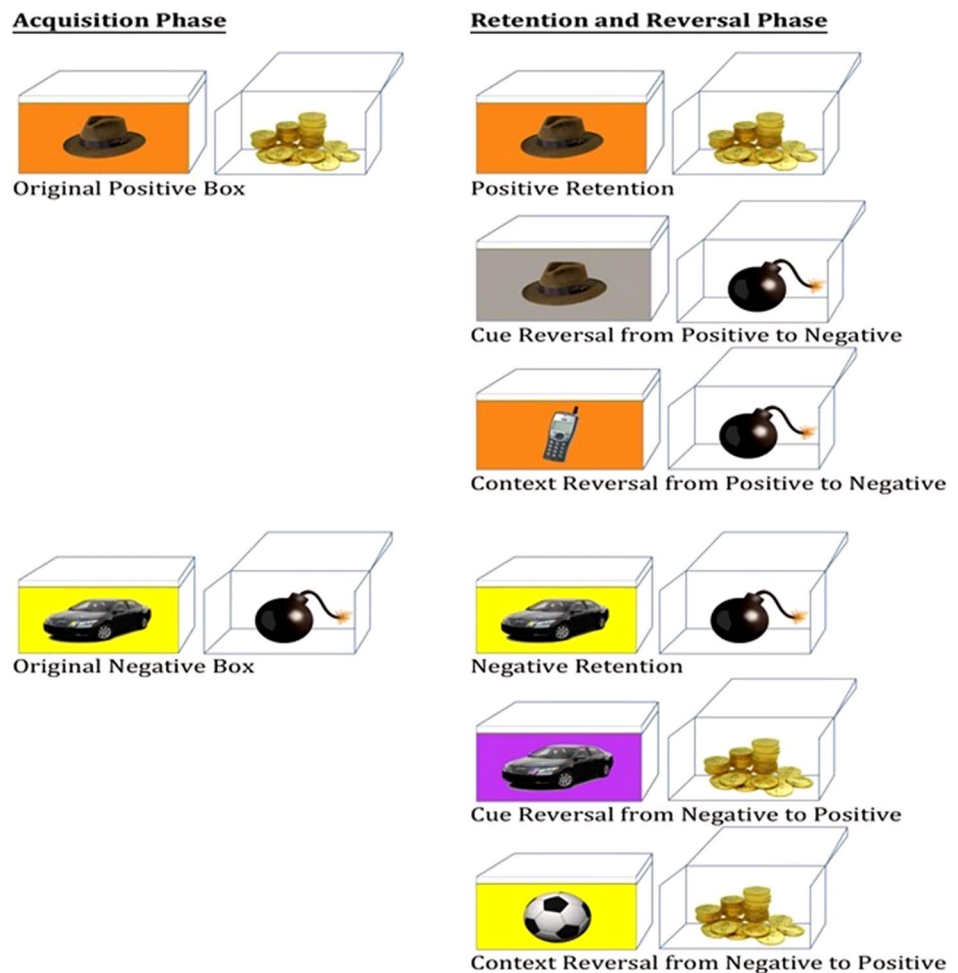 Acquisition Phase
Retention and Reversal Phase
Original Positive Box
Positive Retention
Cue Reversal from Positive to Negative
Context Reversal from Positive to Negative
Original Negative Box
Negative Retention
Cue Reversal from Negative to Positive
Context Reversal from Negative to Positive